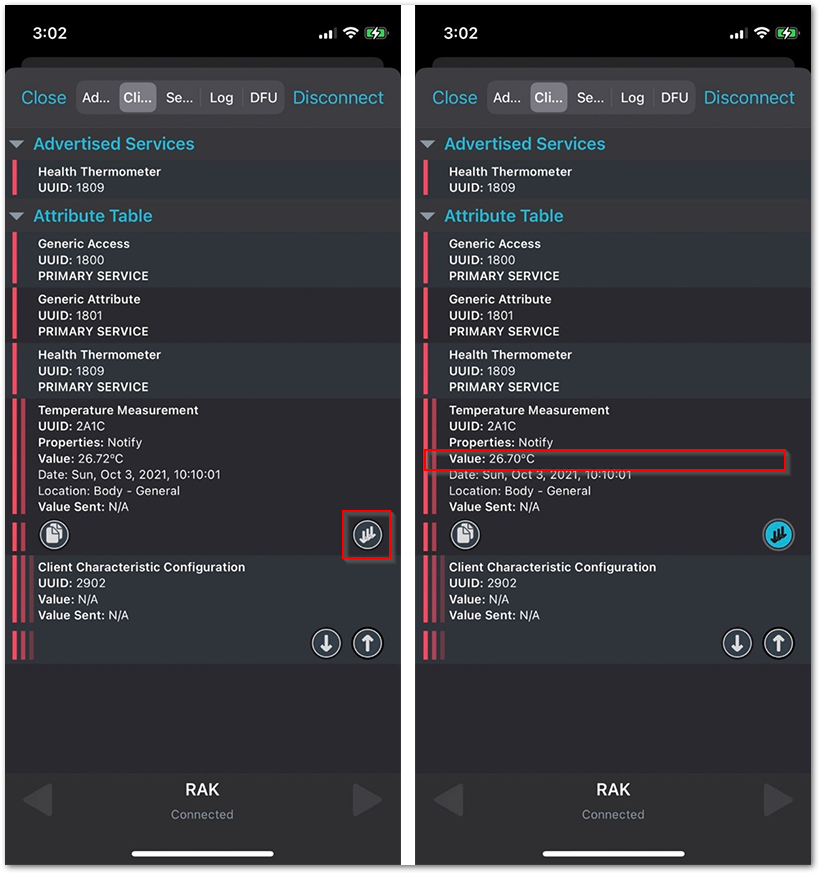 3:02
Close Ad... Cli... Se... Log DFU Disconnect
Advertised Services
Health Thermometer
UUID: 1809
Attribute Table
Generic Access
UUID: 1800
PRIMARY SERVICE
Generic Attribute
UUID: 1801
PRIMARY SERVICE
Health Thermometer
UUID: 1809
PRIMARY SERVICE
Temperature Measurement
UUID: 2A1C
Properties: Notify
Value: 26.72°C
Date: Sun, Oct 3, 2021, 10:10:01
Location: Body - General
Value Sent: N/A
Client Characteristic Configuration
UUID: 2902
Value: N/A
Value Sent: N/A
RAK
Connected
3:02
Close Ad... Cli... Se... Log DFU Disconnect
Advertised Services
Health Thermometer
UUID: 1809
Attribute Table
Generic Access
UUID: 1800
PRIMARY SERVICE
Generic Attribute
UUID: 1801
PRIMARY SERVICE
Health Thermometer
UUID: 1809
PRIMARY SERVICE
Temperature Measurement
UUID: 2A1C
Properties: Notify
Value: 26.70°C
Date: Sun, Oct 3, 2021, 10:10:01
Location: Body - General
Value Sent: N/A
Client Characteristic Configuration
UUID: 2902
Value: N/A
Value Sent: N/A
RAK
Connected